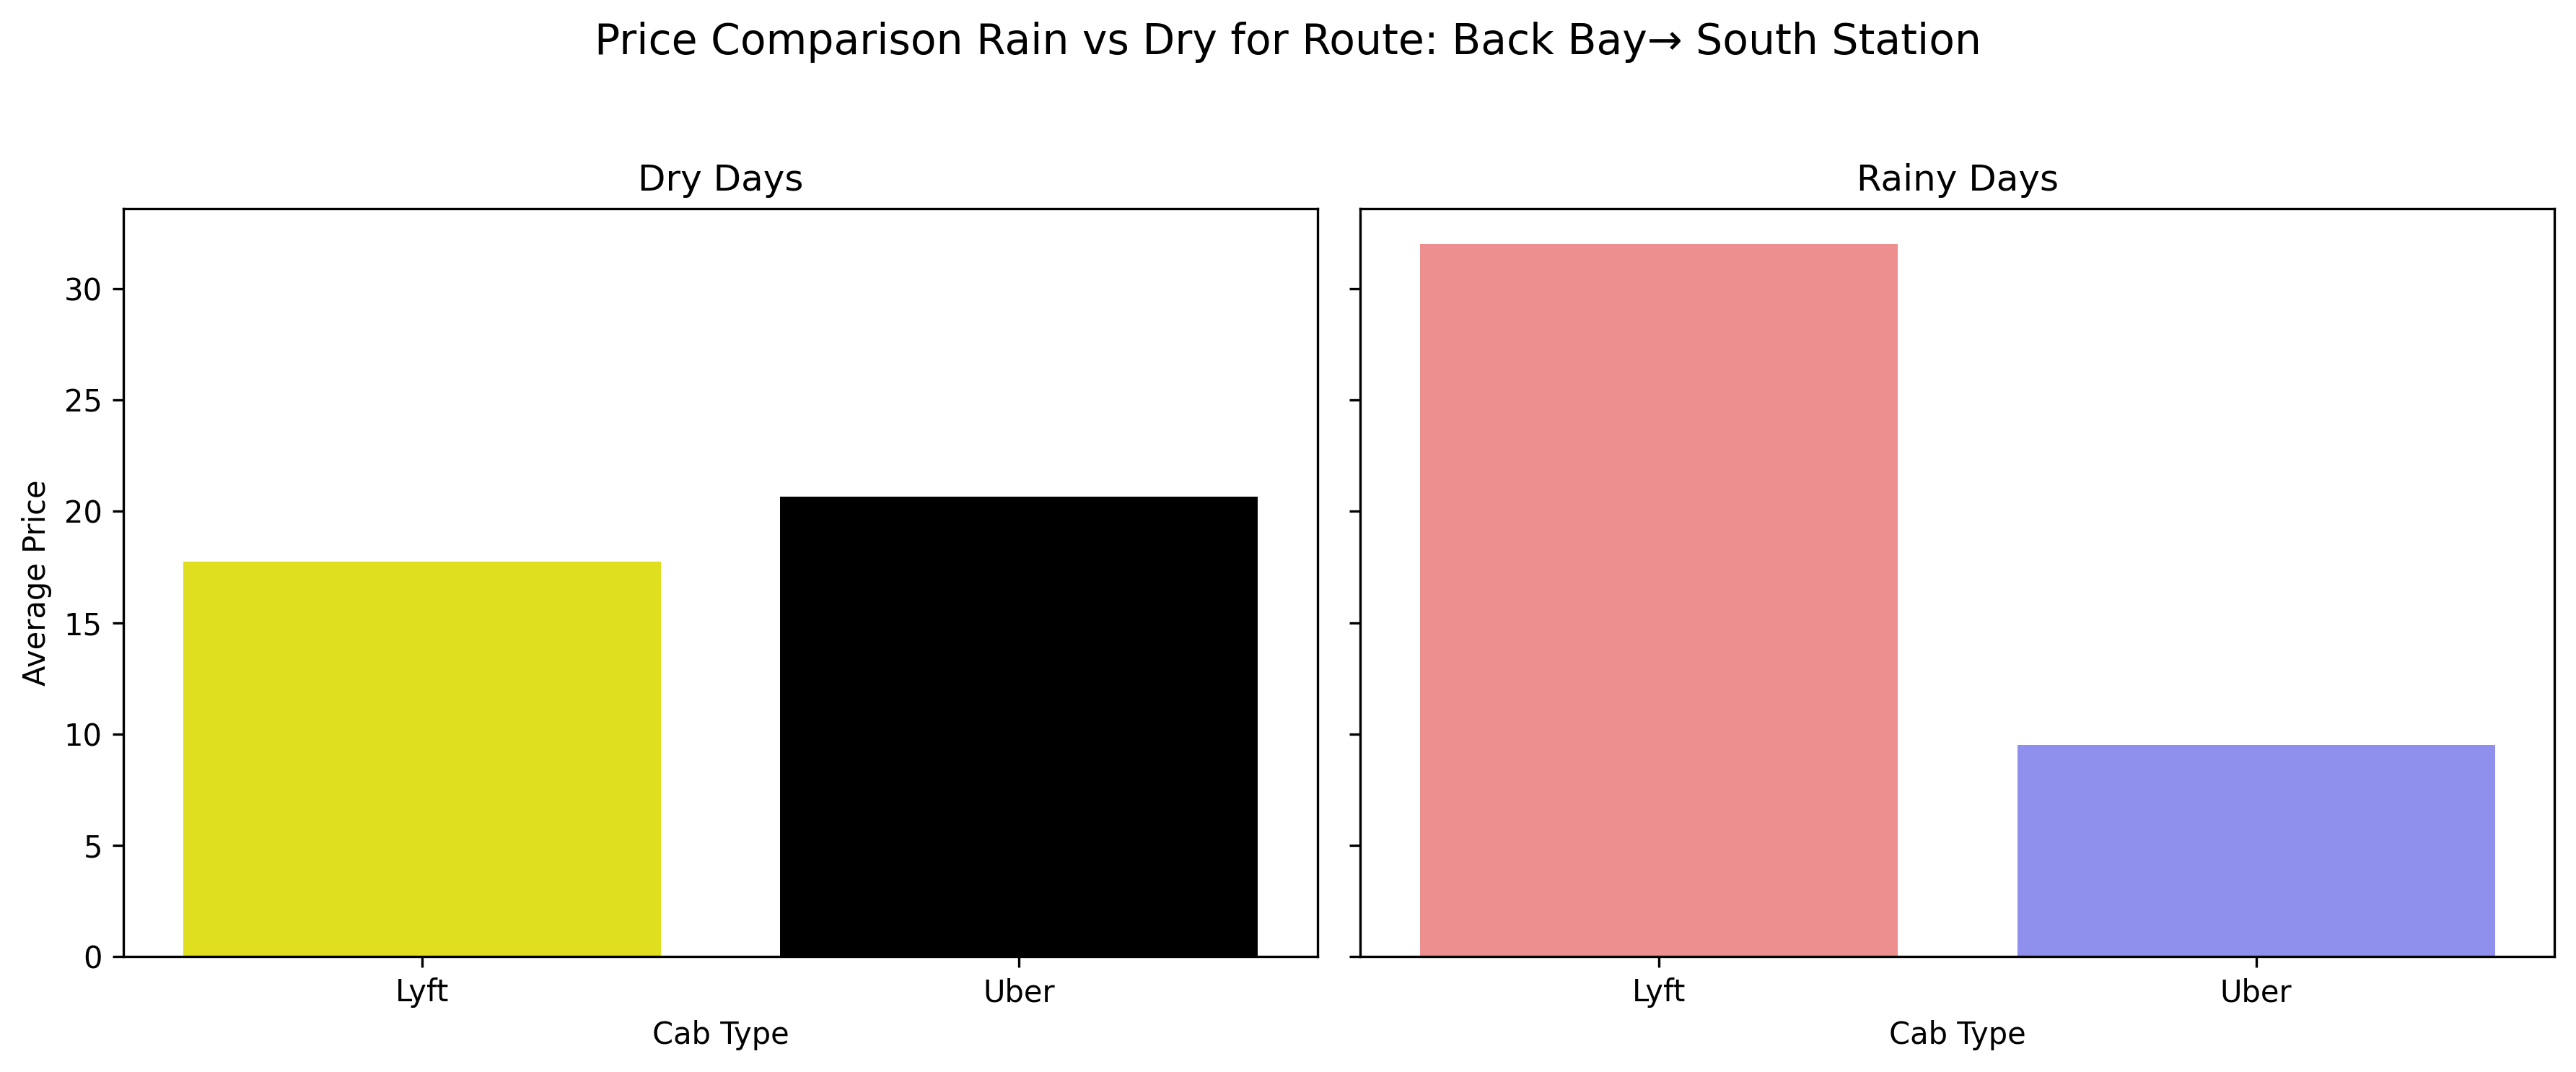 Price Comparison Rain vs Dry for Route: Back Bay→ South Station
Dry Days
Average Price
30
25
20
15
10
5
0
Lyft
Uber
Cab Type
Rainy Days
Lyft
Uber
Cab Type